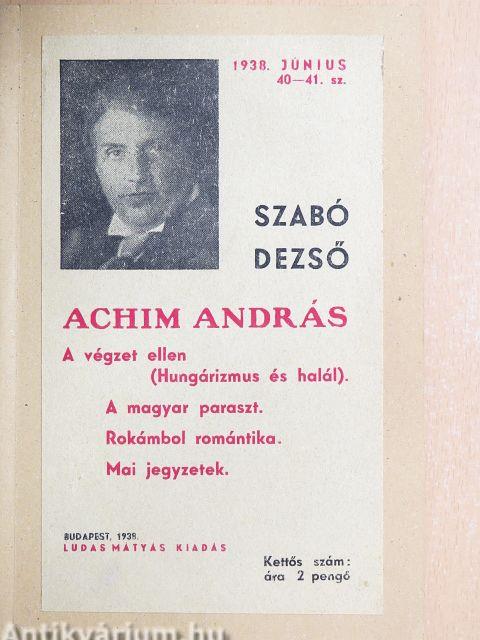 1938. JÚNIUS
40—41. sz.
SZABÓ
DEZSŐ
ACHIM ANDRÁS
A végzet ellen
(Hungárizmus és halál).
A magyar paraszt.
Rokámbol romántika.
Mai jegyzetek.
BUDAPEST, 1938.
LUDAS MÁTYÁS KIADÁS
Kettős szám:
ára 2 pengő
Antikvárium.hu